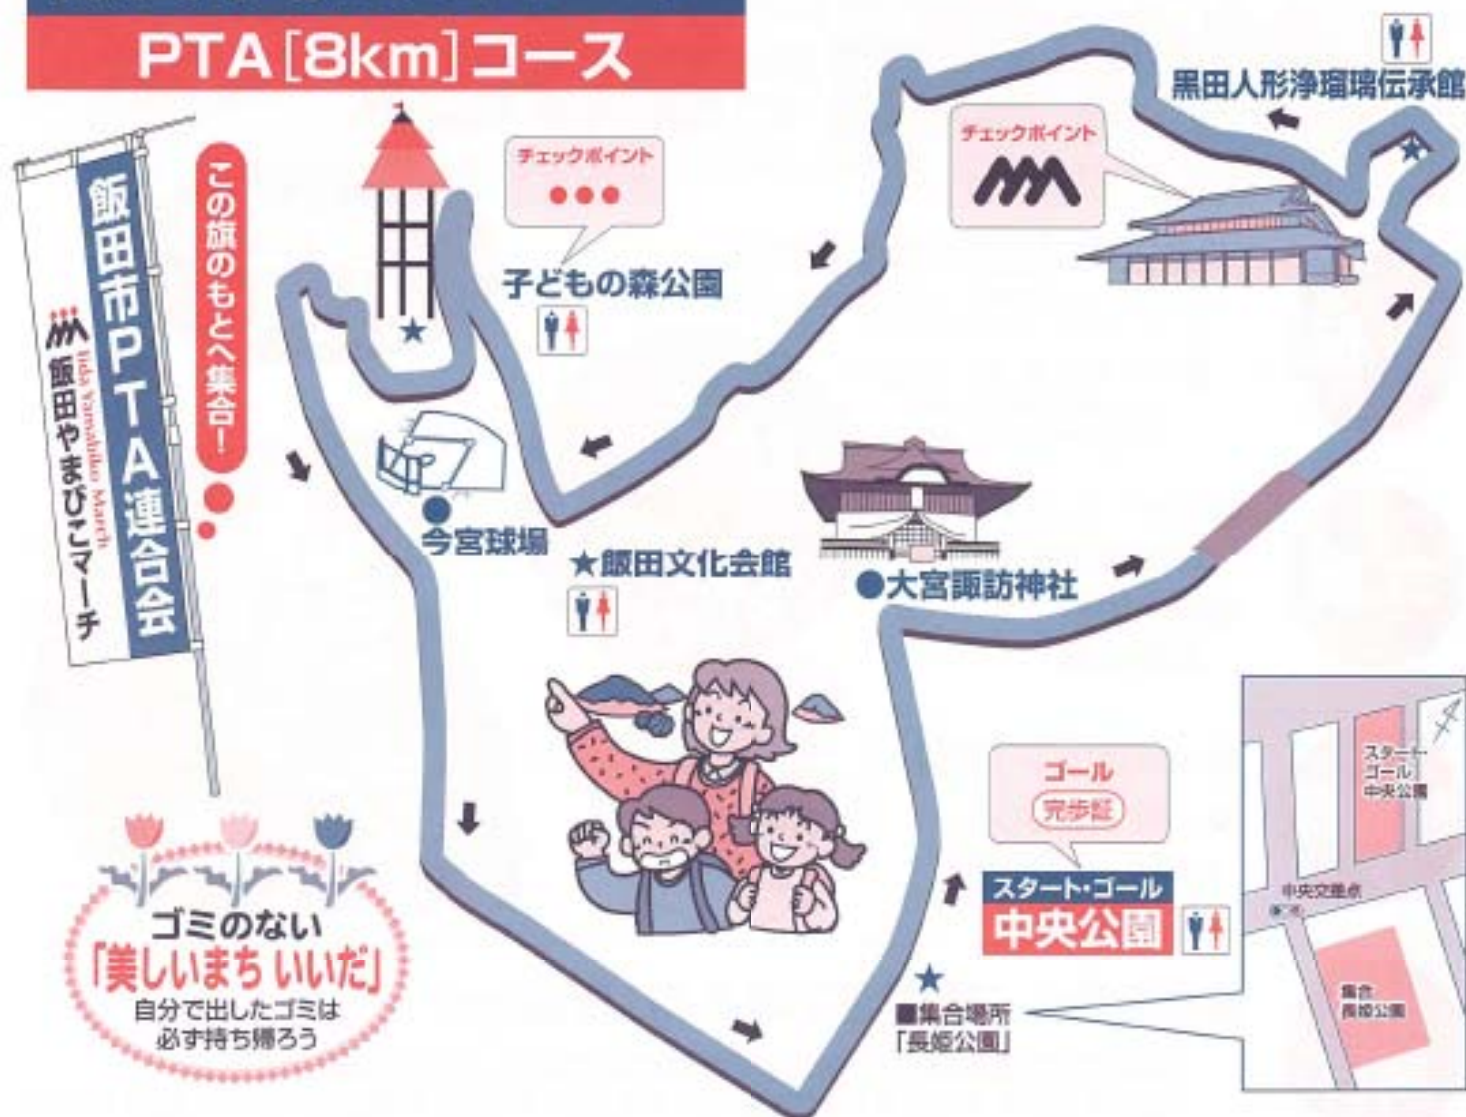 PTA[8km]コース
黒田人形浄瑠璃伝承館
チェックポイント
チェックポイント
子どもの森公園
この旗のもとへ集合!
飯田市PTA連合会
Iida Yamabiko March
飯田やまびこマーチ
今宮球場
★飯田文化会館
●大宮諏訪神社
ゴール
完歩証
スタート・ゴール
中央公園
■集合場所
「長姫公園」
スタート・
ゴール
中央公園
中央交差点
集合
長姫公園
ゴミのない
「美しいまち いいだ」
自分で出したゴミは
必ず持ち帰ろう